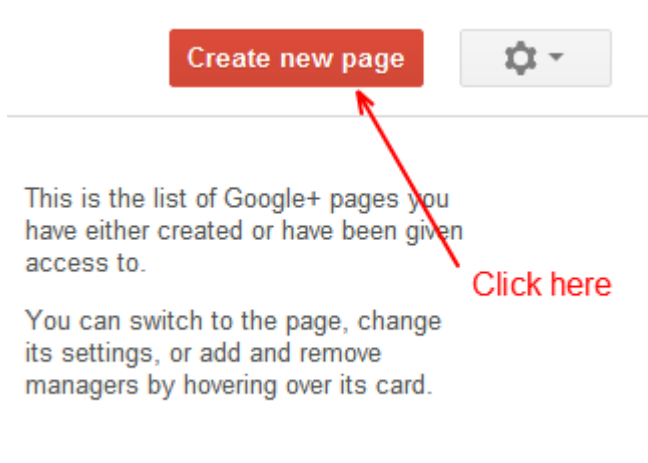 Create new page
This is the list of Google+ pages you
have either created or have been given
access to.
Click here
You can switch to the page, change
its settings, or add and remove
managers by hovering over its card.